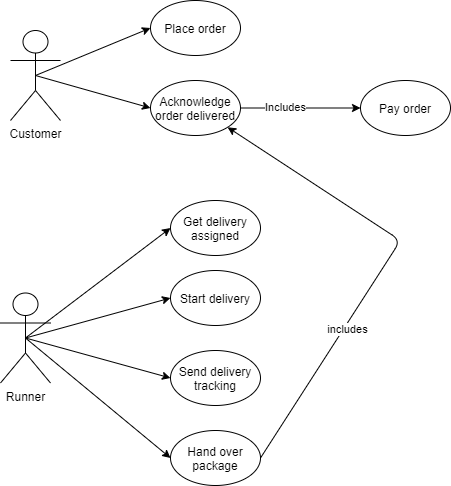 Place order
Customer
Acknowledge
order delivered
Includes
Pay order
Get delivery
assigned
Start delivery
includes
Runner
Send delivery
tracking
Hand over
package